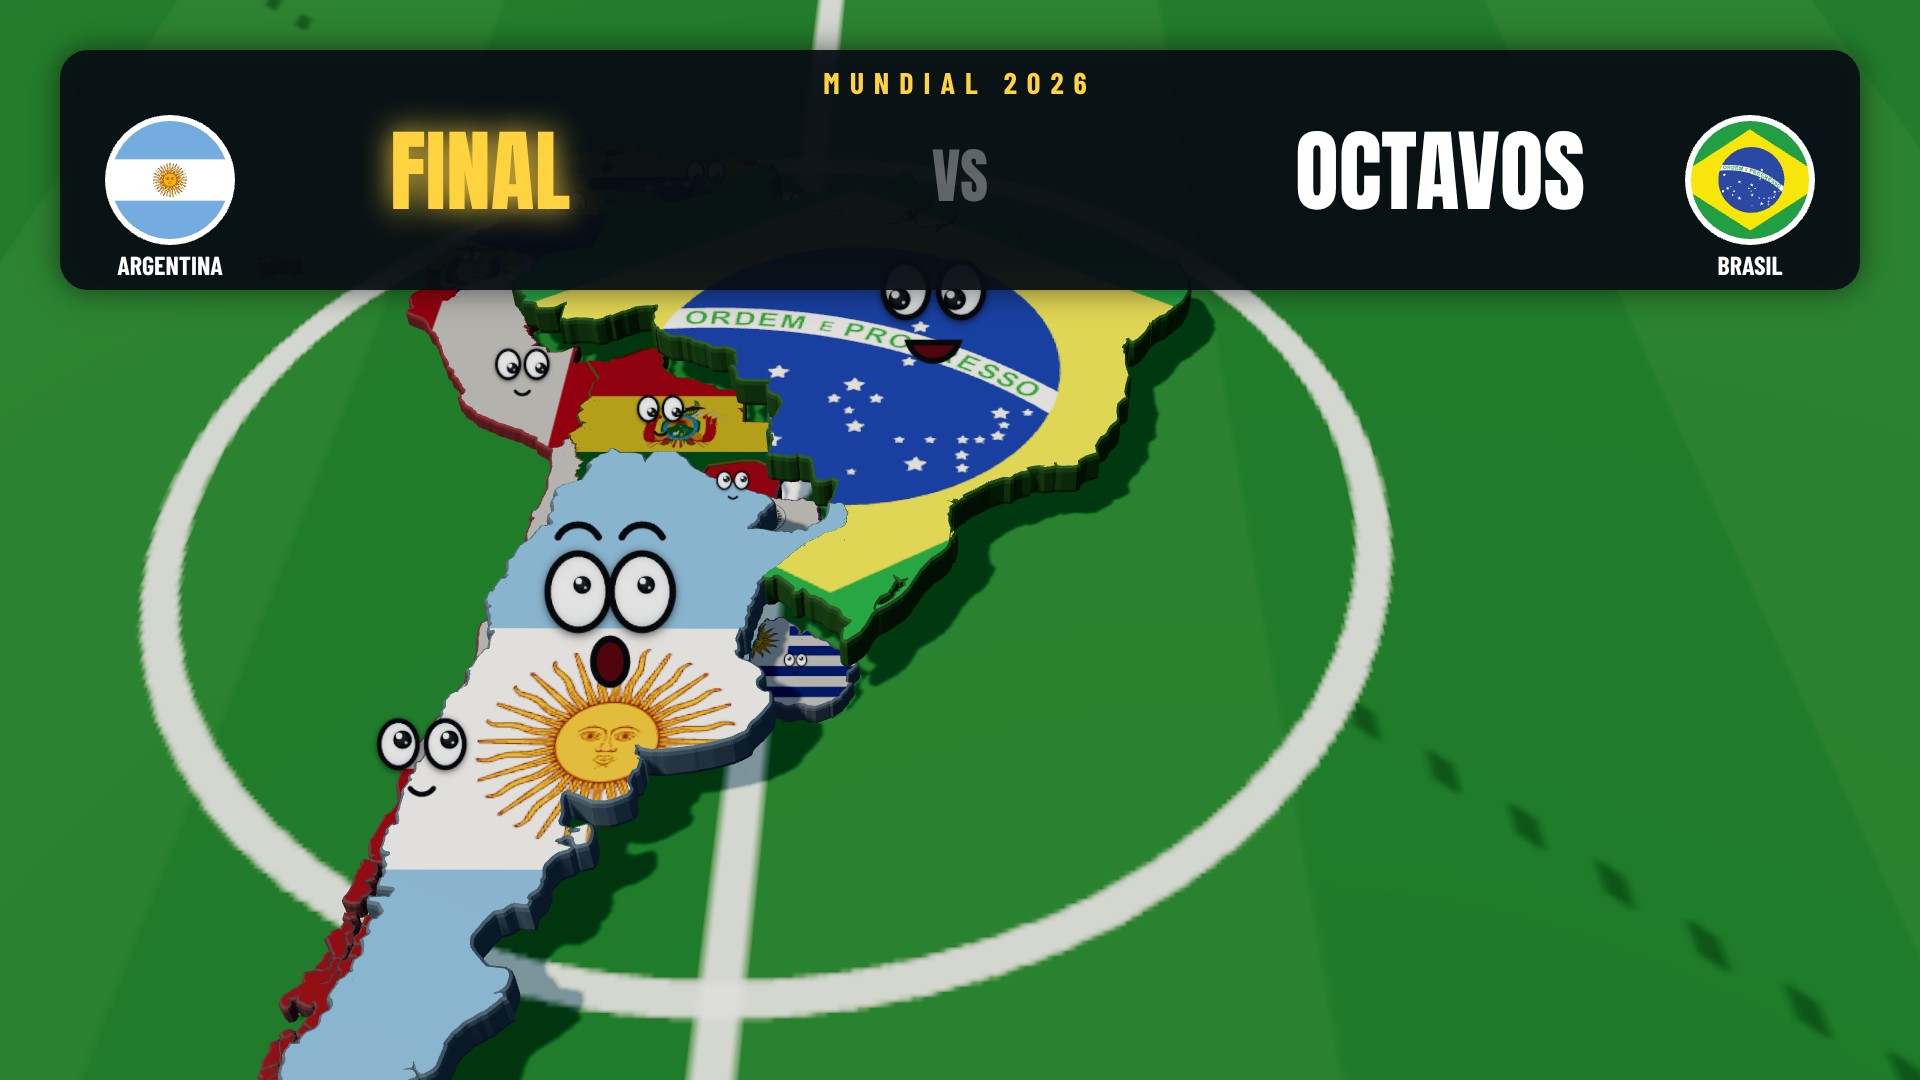 MUNDIAL 2026
FINAL
VS
OCTAVOS
ARGENTINA
BRASIL
ORDEM E PRO ESSO